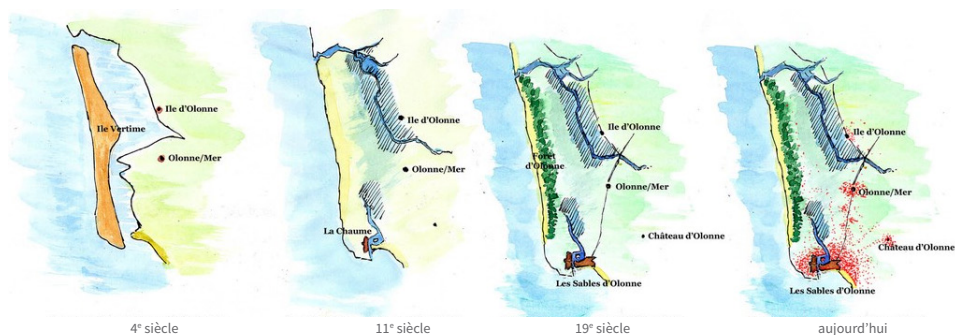 Ile d'Olonne
Ile Vertime
Olonne/Mer
4ᵉ siècle
Ile d'Olonne
Olonne/Mer
La Chaume
11ᵉ siècle
Ile d'Olonne
Forêt
d'Olonne
Olonne/Mer
Château d'Olonne
Les Sables d'Olonne
19ᵉ siècle
Ile d'Olonne
Olonne/Mer
Château d'Olonne
Les Sables d'Olonne
aujourd'hui